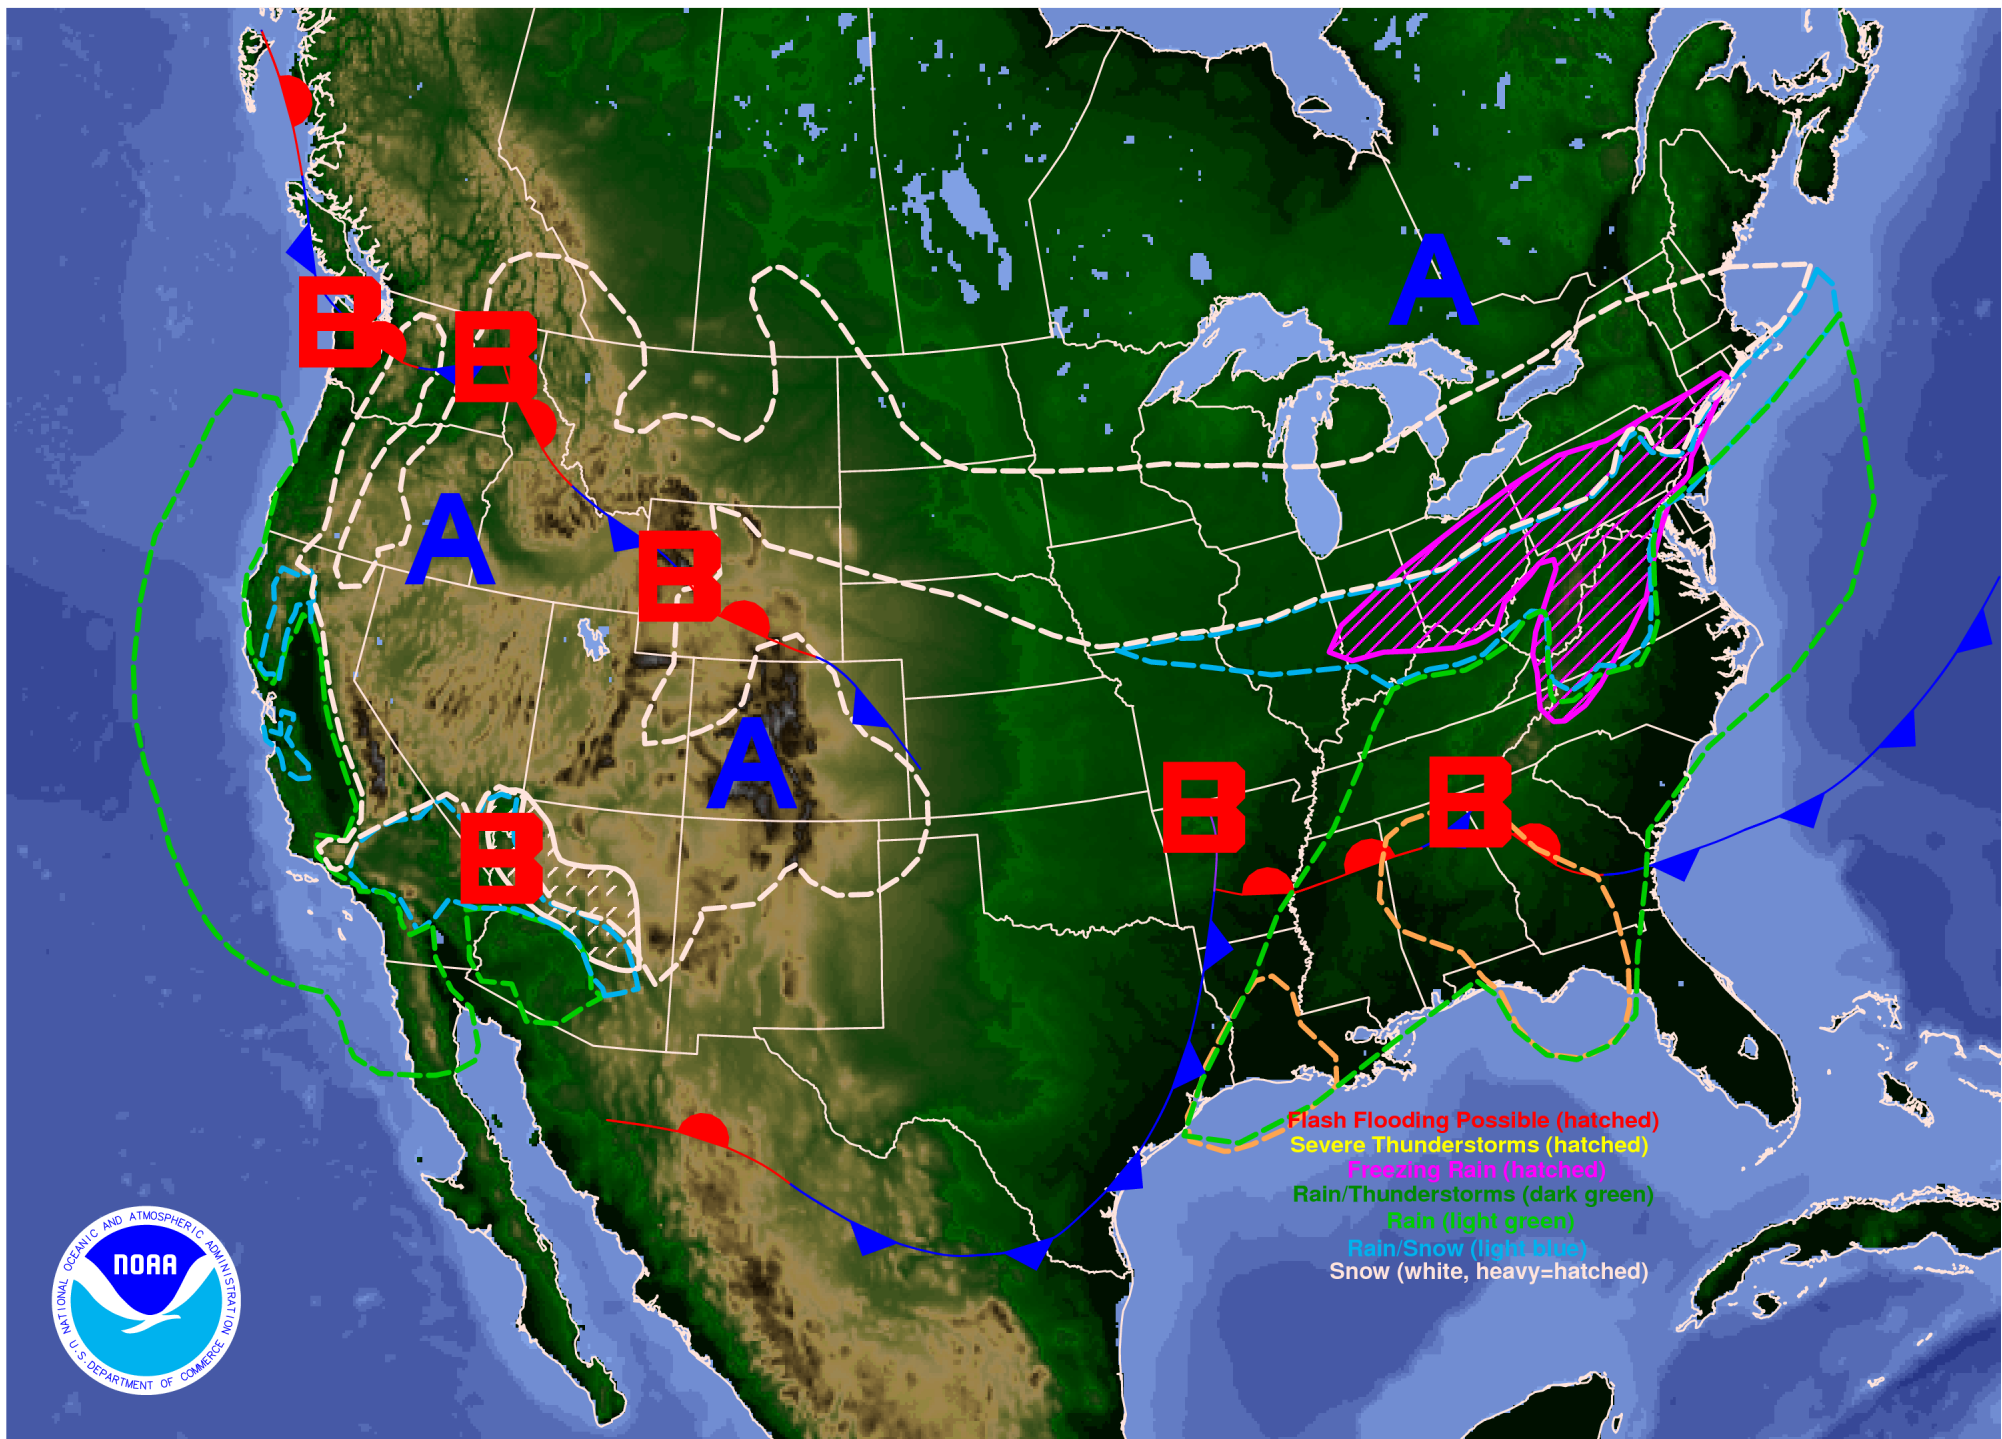 A
B
B
A
B
A
B
B
B
Flash Flooding Possible (hatched)
Severe Thunderstorms (hatched)
Freezing Rain (hatched)
Rain/Thunderstorms (dark green)
Rain (light green)
Rain/Snow (light blue)
Snow (white, heavy=hatched)
NATIONAL OCEANIC AND ATMOSPHERIC ADMINISTRATION
NOAA
U.S. DEPARTMENT OF COMMERCE